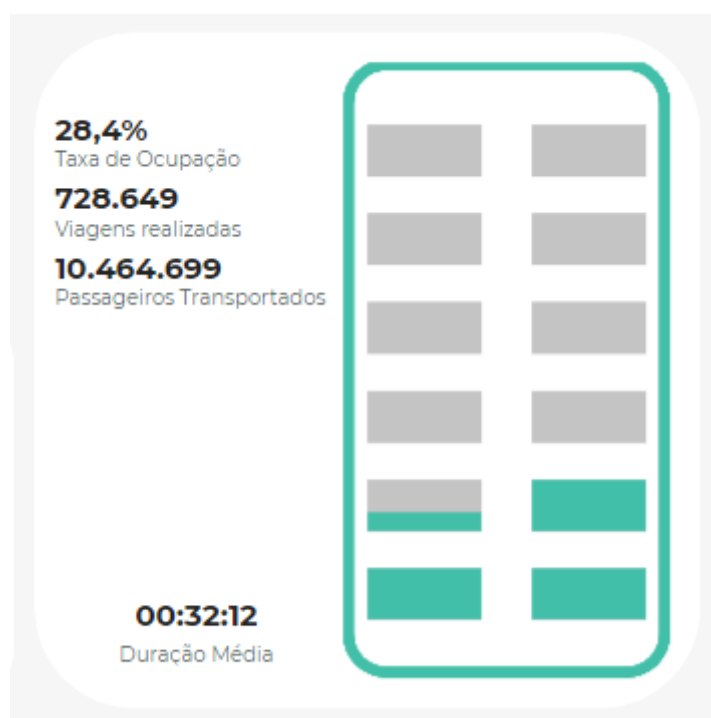 28,4%
Taxa de Ocupação
728.649
Viagens realizadas
10.464.699
Passageiros Transportados
00:32:12
Duração Média